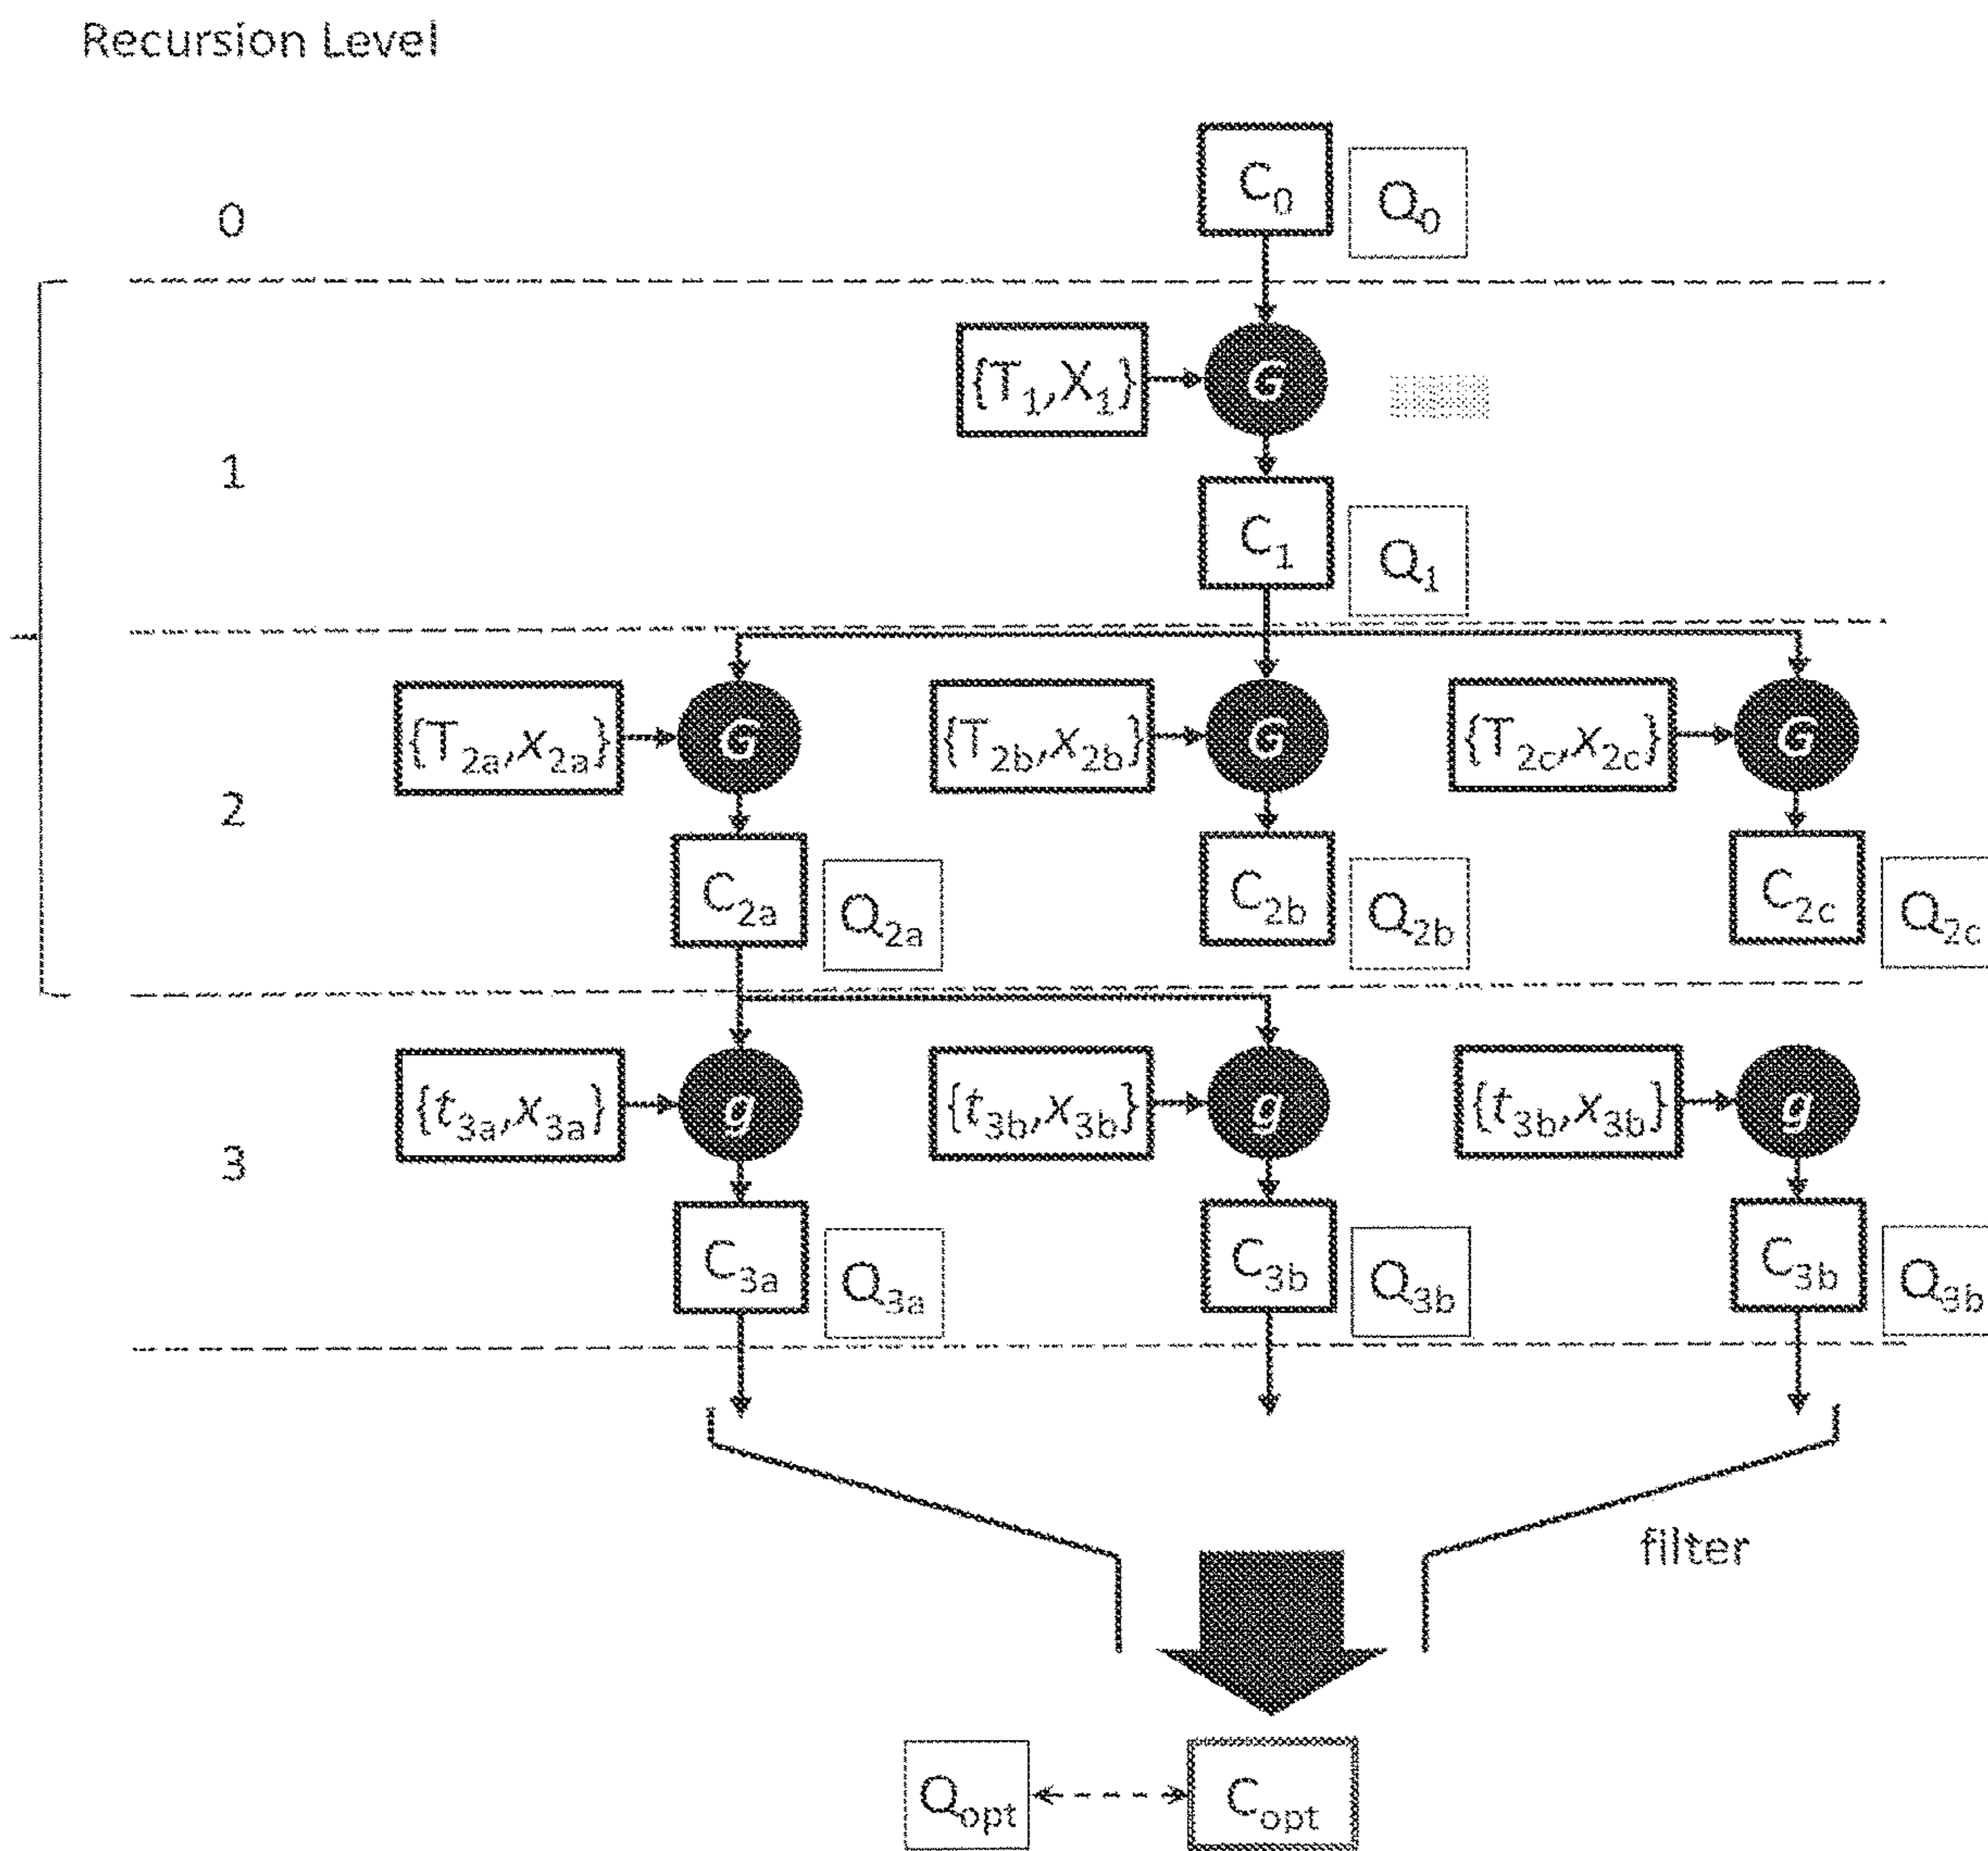 Recursion Level
C0 Q0
0
{T1,X1} G
1
C1 Q1
{T2a,x2a} G {T2b,x2b} G {T2c,x2c} G
2
C2a Q2a C2b Q2b C2c Q2c
{t3a,x3a} g {t3b,x3b} g {t3b,x3b} g
3
C3a Q3a C3b Q3b C3b Q3b
filter
Qopt Copt